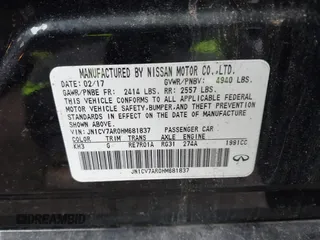 MANUFACTURED BY NISSAN MOTOR CO.,LTD.
DATE: 02/17 GVWR/PNBV: 4940 LBS.
GAWR/PNBE FR: 2414 LBS. RR: 2557 LBS.
THIS VEHICLE CONFORMS TO ALL APPLICABLE FEDERAL
MOTOR VEHICLE SAFETY,BUMPER,AND THEFT PREVENTION
STANDARDS IN EFFECT ON THE DATE OF MANUFACTURE
SHOWN ABOVE.
VIN: JN1CV7AR0HM681837 PASSENGER CAR
COLOR TRIM TRANS AXLE ENGINE
KH3 G RE7R01A RG31 274A 1991CC
JN1CV7AR0HM681837
INFINITI
DREAMBID